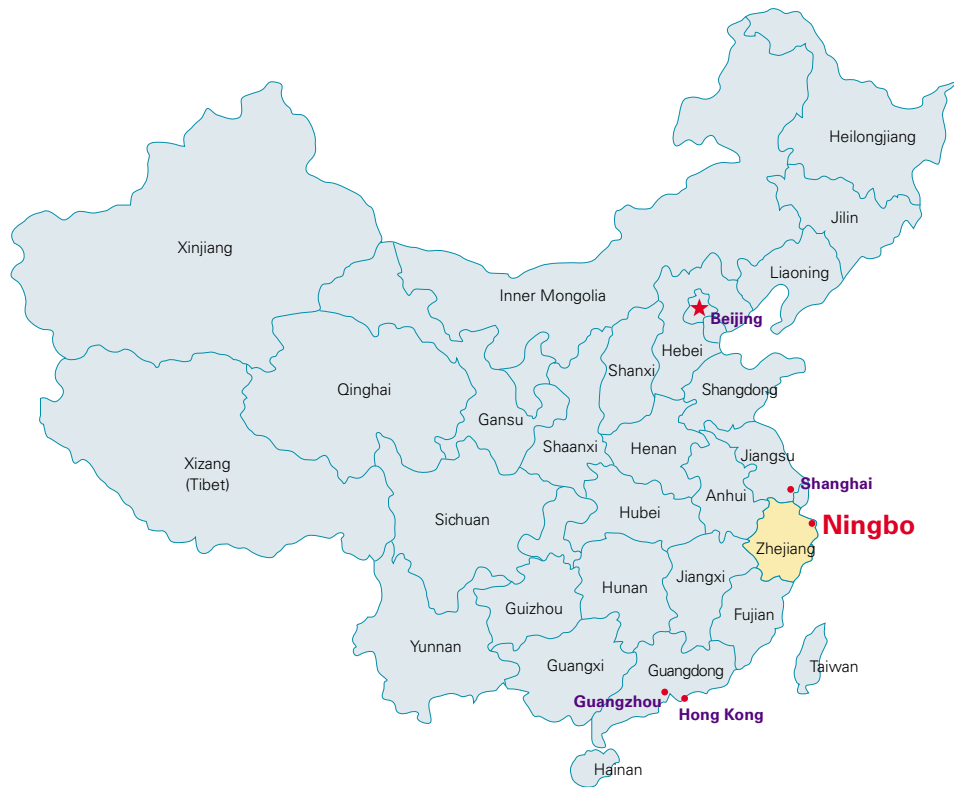 Heilongjiang
Jilin
Xinjiang
Liaoning
Inner Mongolia
Beijing
Hebei
Shanxi
Qinghai
Shangdong
Gansu
Shaanxi
Henan
Jiangsu
Xizang
(Tibet)
Shanghai
Anhui
Hubei
Sichuan
Ningbo
Zhejiang
Jiangxi
Hunan
Guizhou
Fujian
Yunnan
Guangxi
Guangdong
Taiwan
Guangzhou
Hong Kong
Hainan